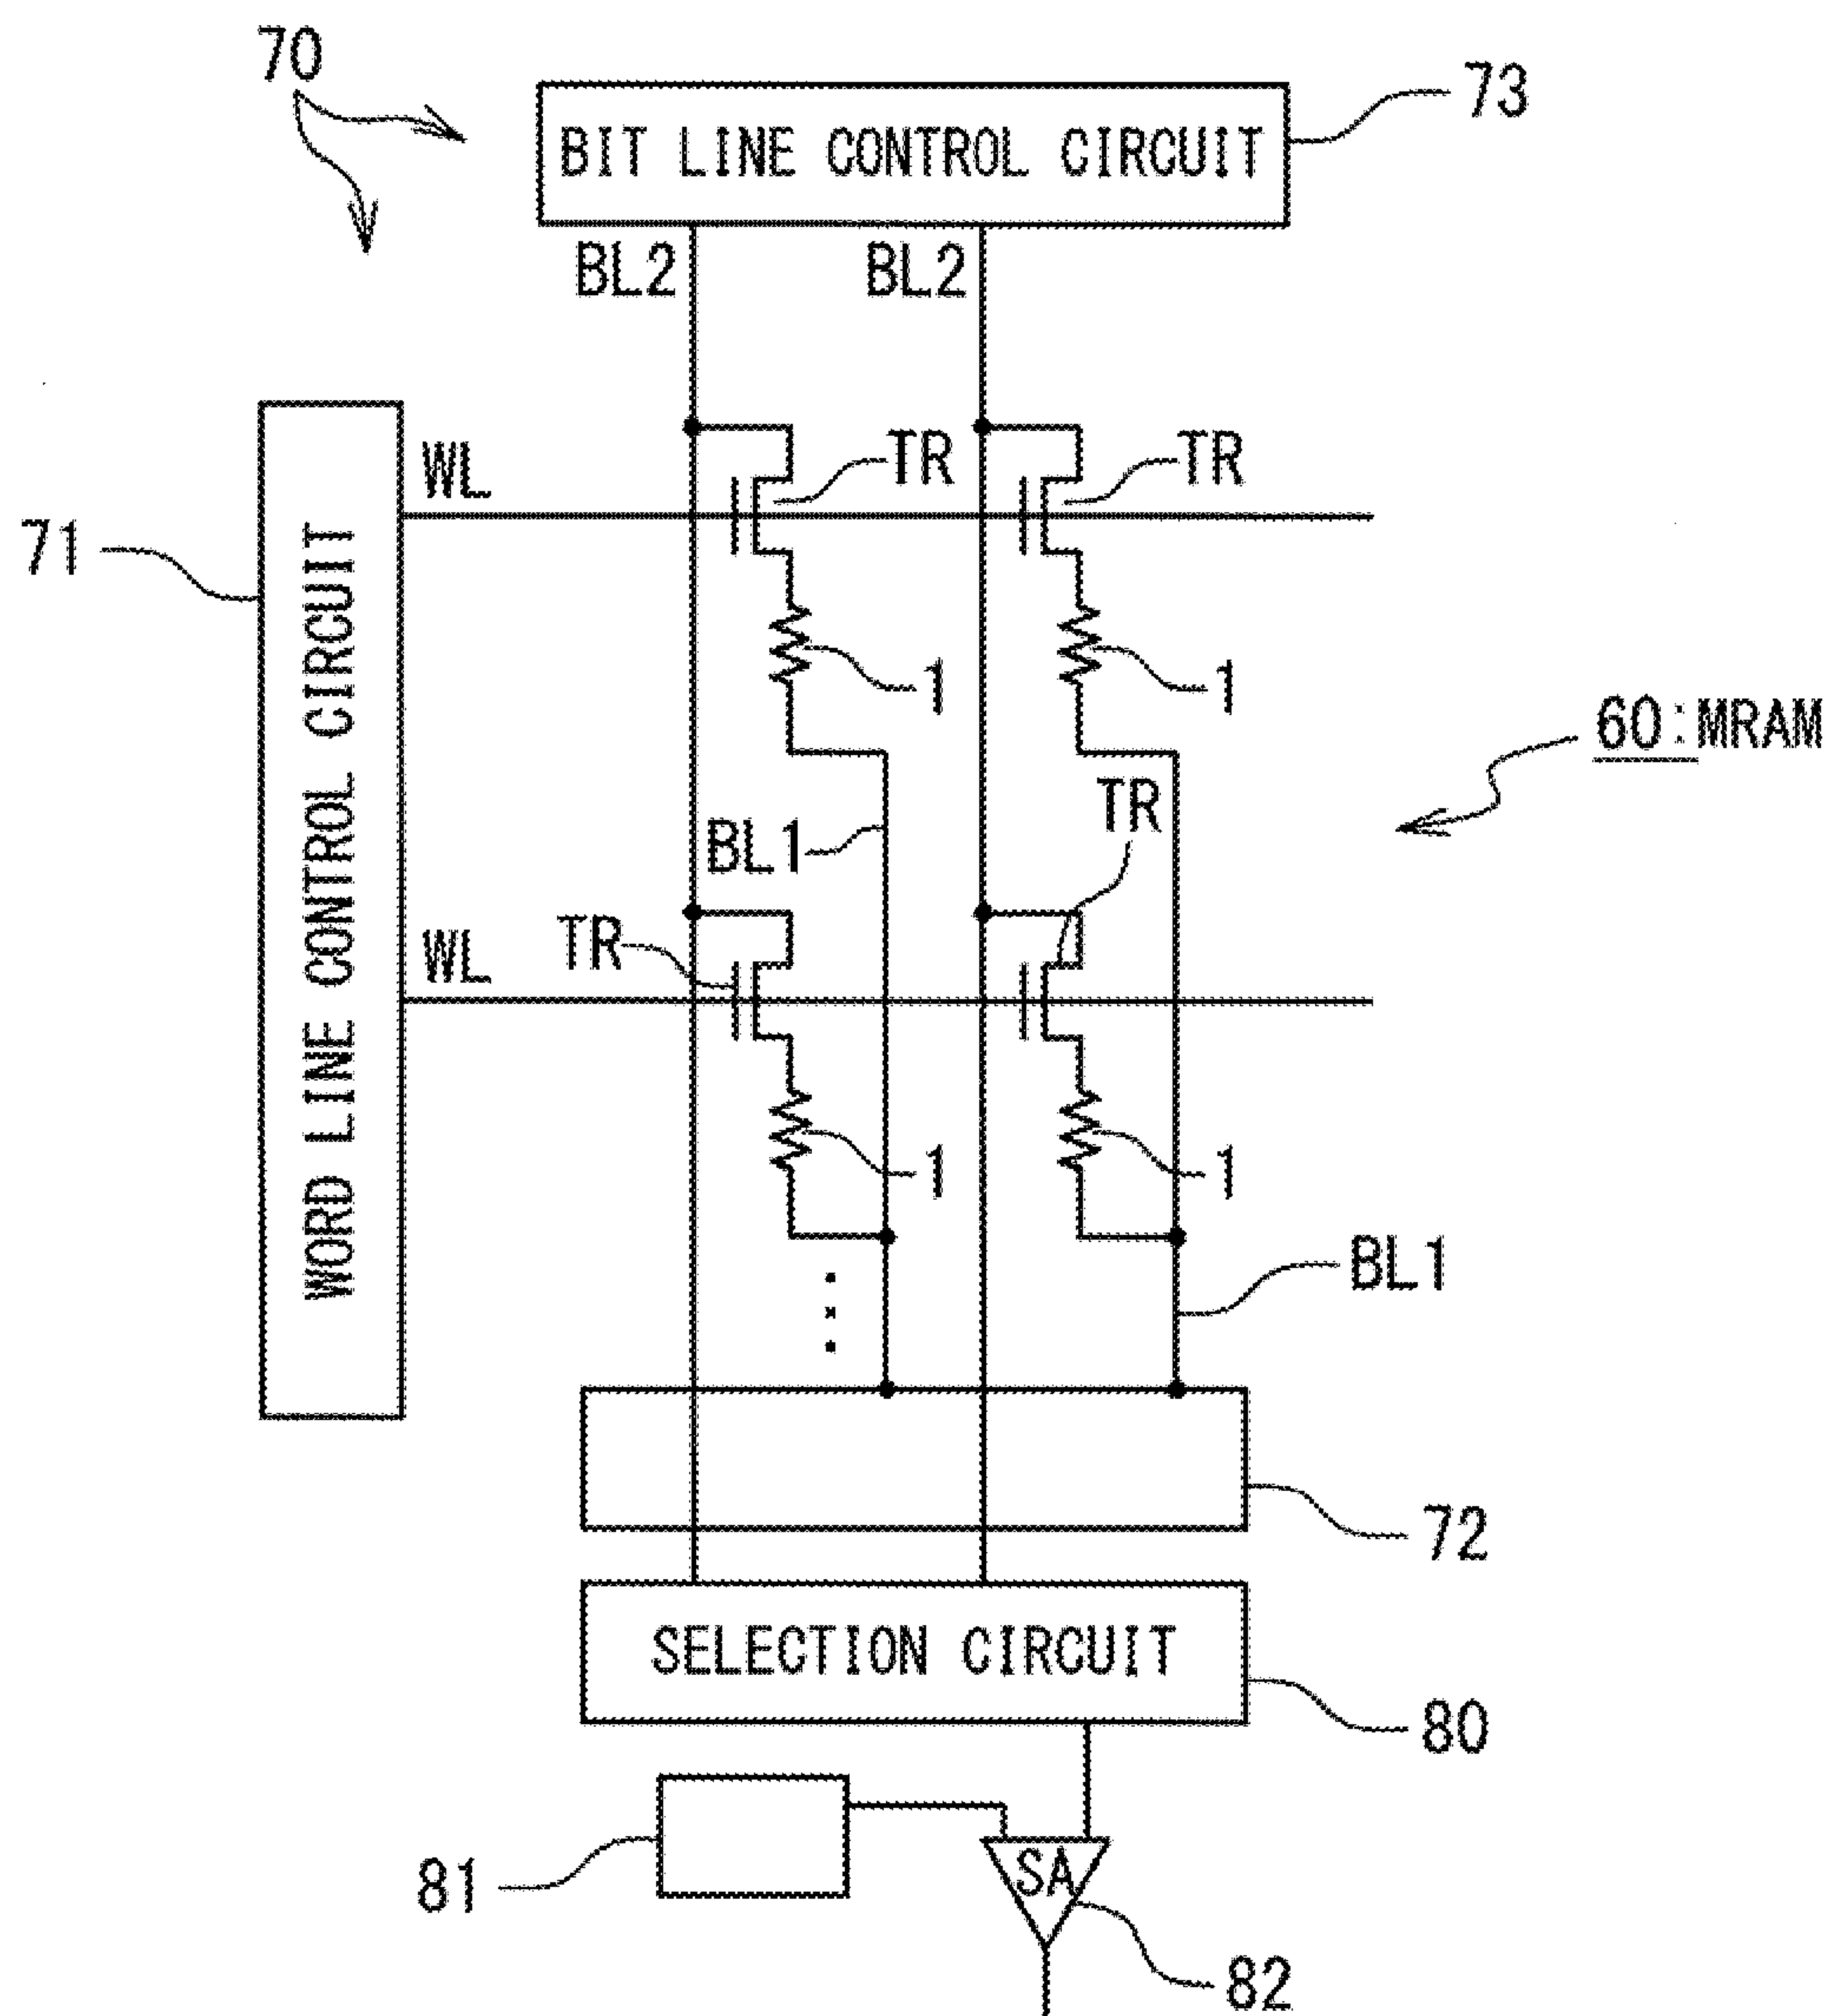 70
BIT LINE CONTROL CIRCUIT
73
BL2
BL2
WL
TR
TR
71
WORD LINE CONTROL CIRCUIT
1
1
60:MRAM
TR
BL1
TR
WL
1
1
BL1
72
SELECTION CIRCUIT
80
81
SA
82